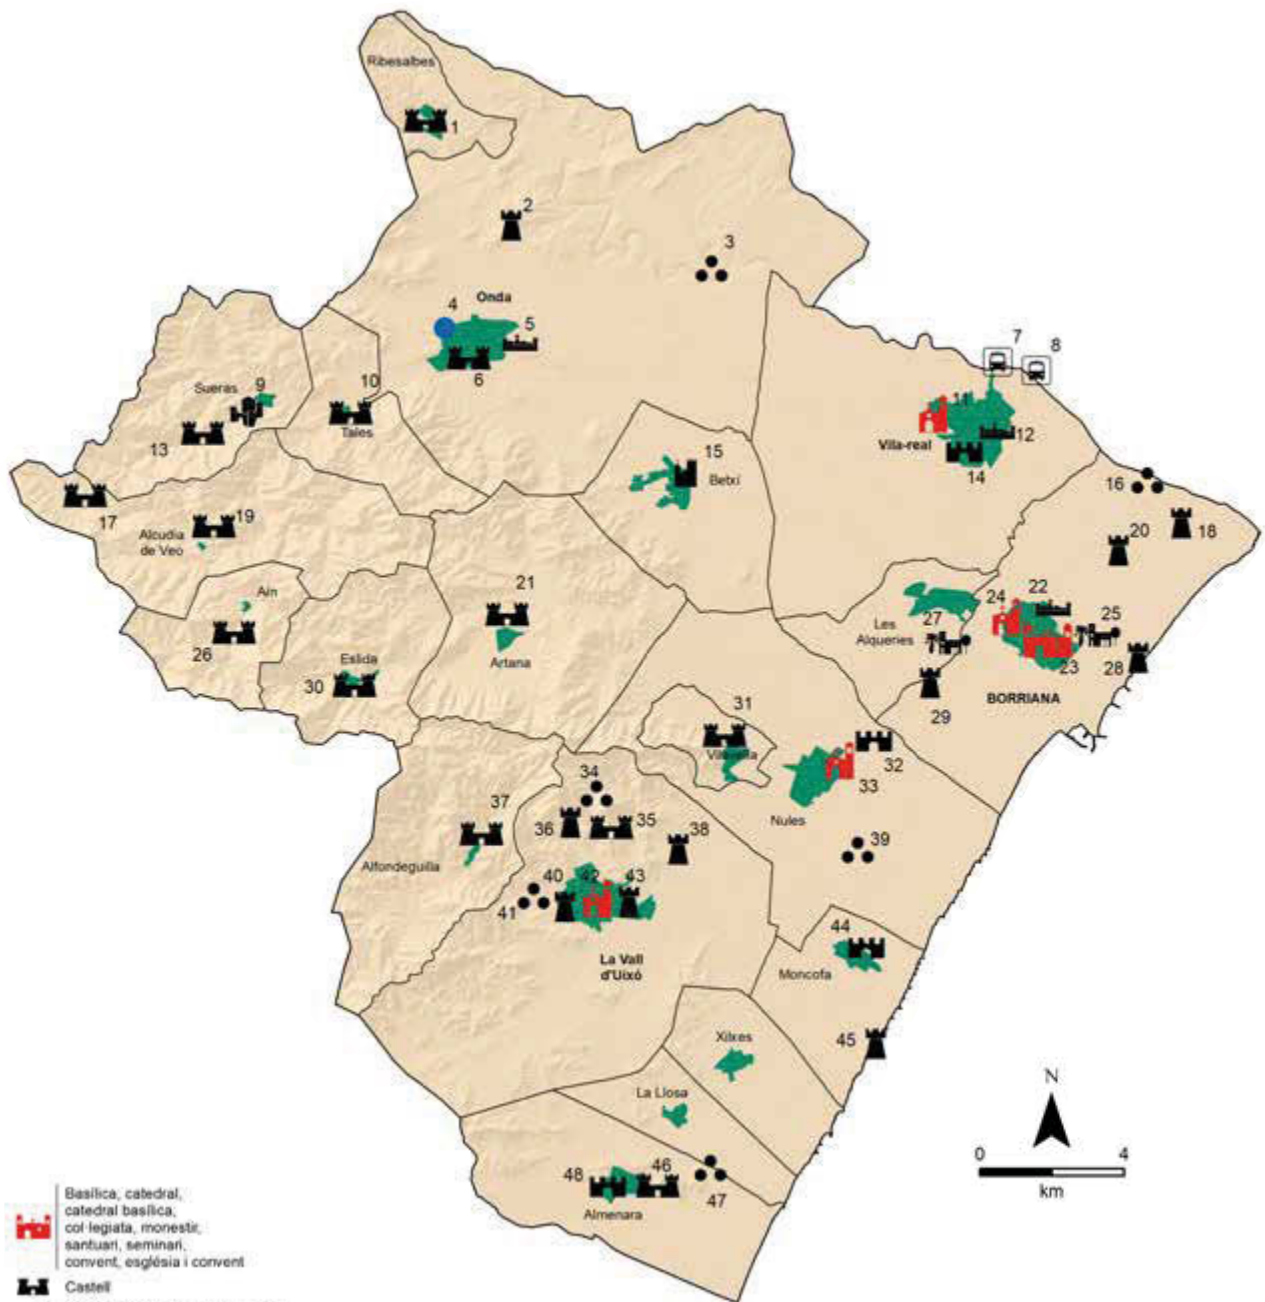 Ribesalbes
1
2
3
4
Onda
5
6
7
8
Sueras
9
10
Tales
13
11
12
Vila-real
14
15
Betxí
16
17
18
19
20
Alcudia
de Veo
21
Artana
Aín
26
Eslida
30
22
24
25
27
Les
Alqueries
23
28
29
BORRIANA
31
32
33
Nules
34
35
36
37
38
39
Alfondeguilla
40
41
42
43
La Vall
d'Uixó
44
Moncofa
45
Xilxes
La Llosa
46
47
48
Almenara
N
0
4
km
Basílica, catedral,
catedral basílica,
col·legiata, monestir,
santuari, seminari,
convent, església i convent
Castell